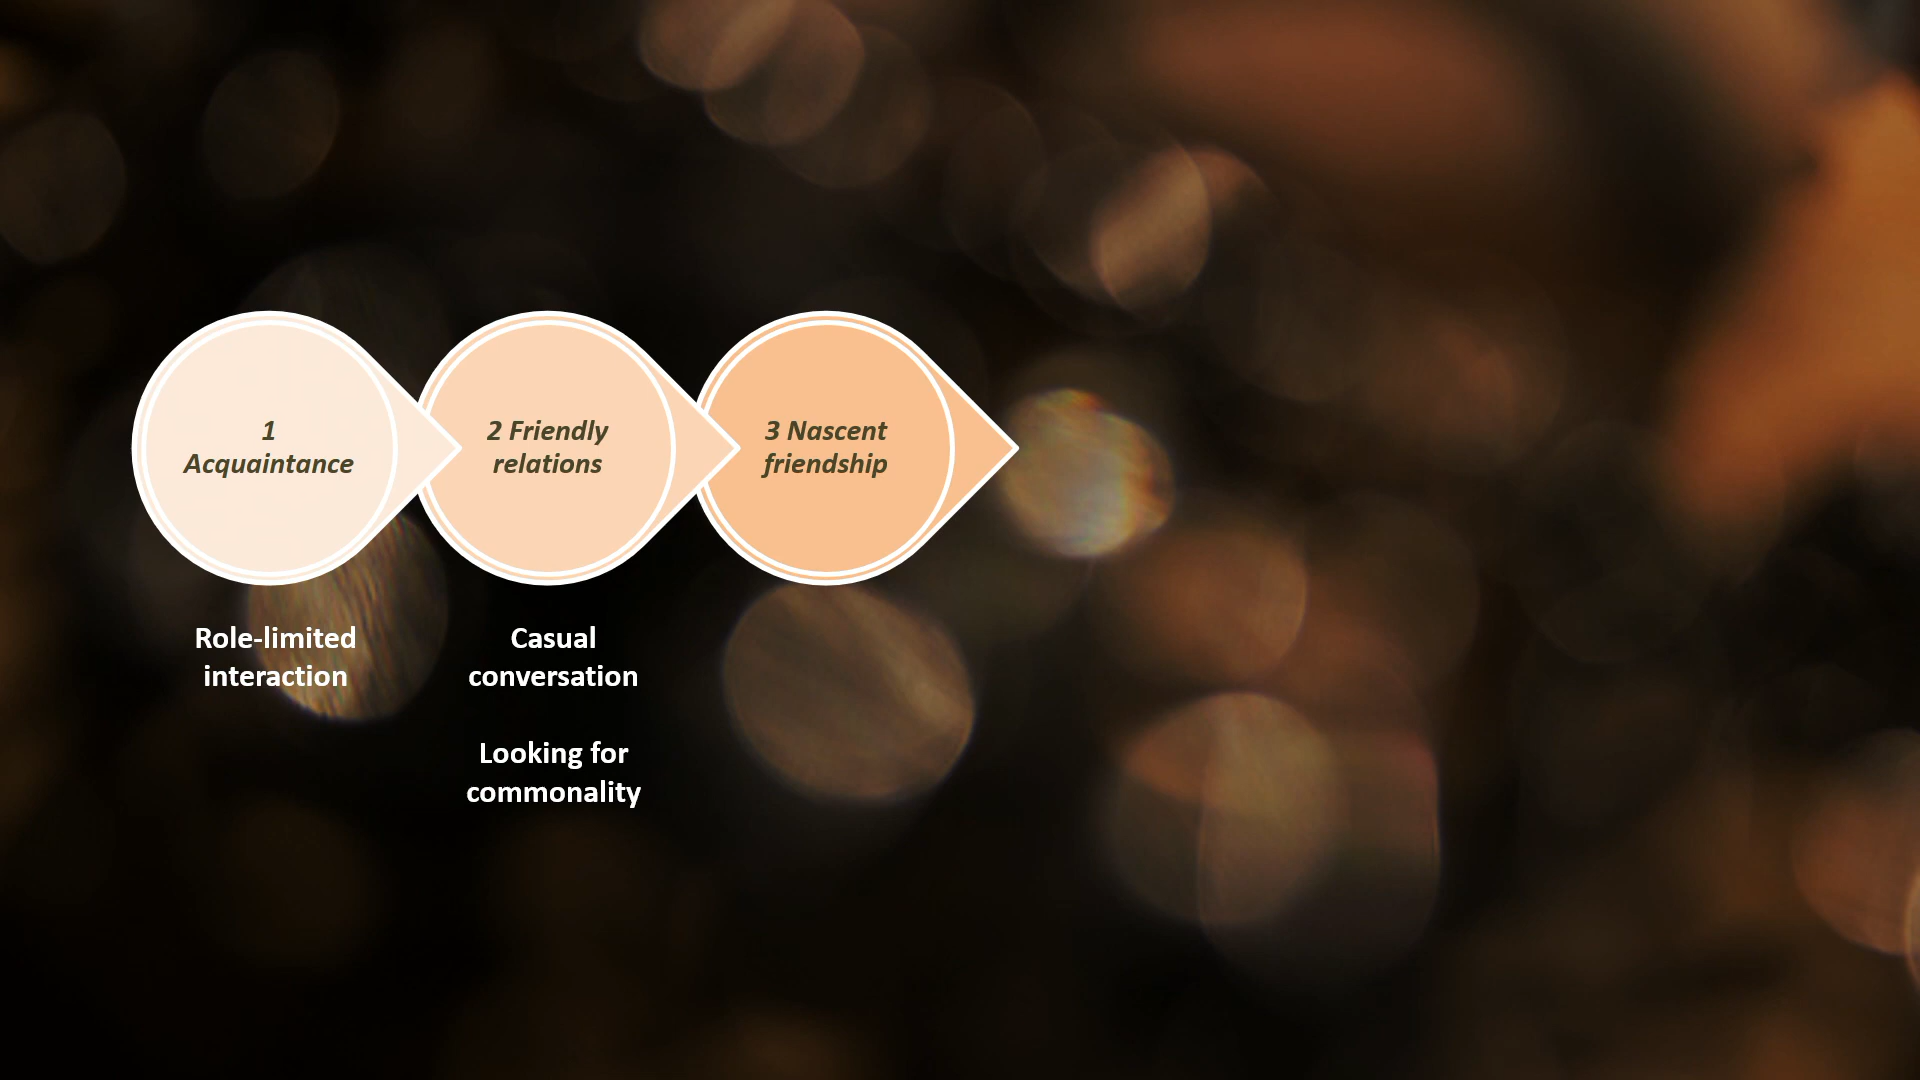 1
Acquaintance
2 Friendly
relations
3 Nascent
friendship
Role-limited
interaction
Casual
conversation
Looking for
commonality